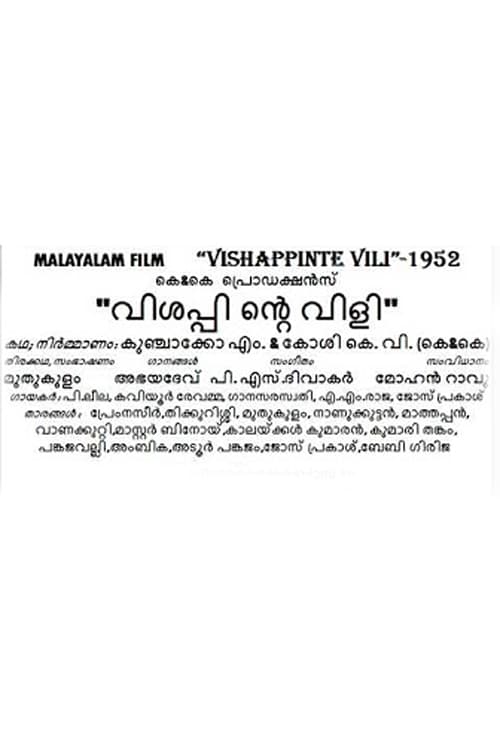 MALAYALAM FILM "VISHAPPINTE VILI"-1952
കെ&കെ പ്രൊഡക്ഷൻസ്
"വിശപ്പി ന്റെ വിളി"
കഥ; നിർമ്മാണം: കുഞ്ചാക്കോ എം. & കോശി കെ. വി. (കെ&കെ)
തിരക്കഥ,സംഭാഷണം ഗാനങ്ങൾ സംഗീതം സംവിധാനം
മുതുകുളം അഭയദേവ് പി.എസ്.ദിവാകർ മോഹൻ റാവു
ഗായകർ: പി.ലീല, കവിയൂർ രേവമ്മ, ഗാനസരസ്വതി, എ.എം.രാജ, ജോസ് പ്രകാശ്
താരങ്ങൾ : പ്രേംനസീർ,തിക്കുറിശ്ശി, മുതുകുളം, നാണുക്കുട്ടൻ, മാത്തപ്പൻ,
വാണക്കുറ്റി,മാസ്റ്റർ ബിനോയ്,കാലയ്ക്കൾ കുമാരൻ, കുമാരി തങ്കം,
പങ്കജവല്ലി,അംബിക,അടൂർ പങ്കജം,ജോസ് പ്രകാശ്,ബേബി ഗിരിജ